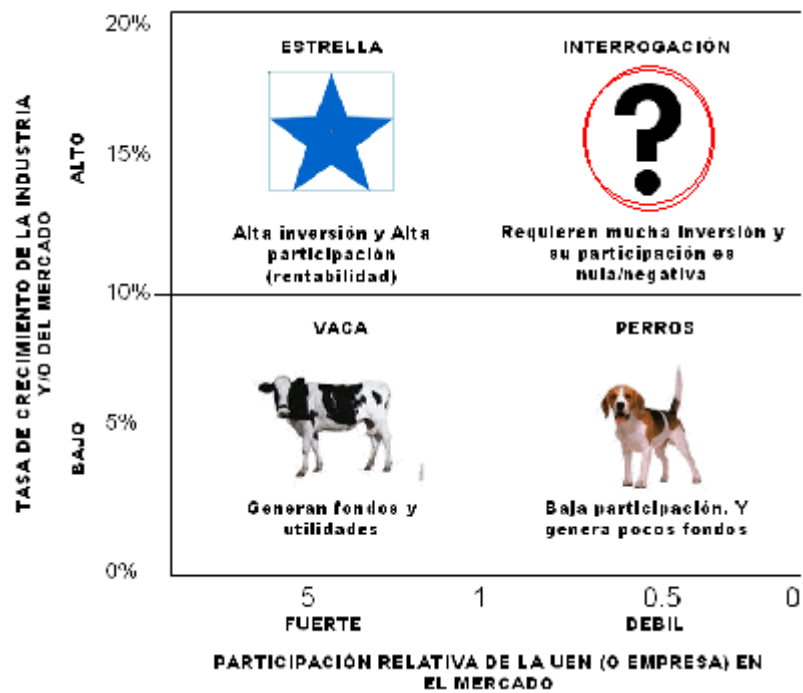 20%
ESTRELLA
INTERROGACIÓN
?
TASA DE CRECIMIENTO DE LA INDUSTRIA
Y/O DEL MERCADO
ALTO
15%
Alta inversión y Alta
participación
(rentabilidad)
Requieren mucha inversión y
su participación es
nula/negativa
10%
VACA
PERROS
BAJO
5%
Generan fondos y
utilidades
Baja participación. Y
genera pocos fondos
0%
5
1
0.5
0
FUERTE
DEBIL
PARTICIPACIÓN RELATIVA DE LA UEN (O EMPRESA) EN
EL MERCADO